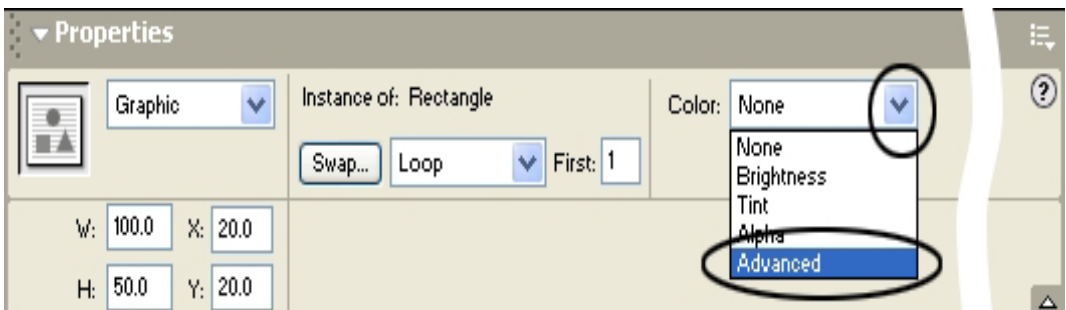 Properties
Graphic
Instance of: Rectangle
Color: None
?
Swap... Loop First: 1
None
Brightness
Tint
Alpha
Advanced
W: 100.0 X: 20.0
H: 50.0 Y: 20.0